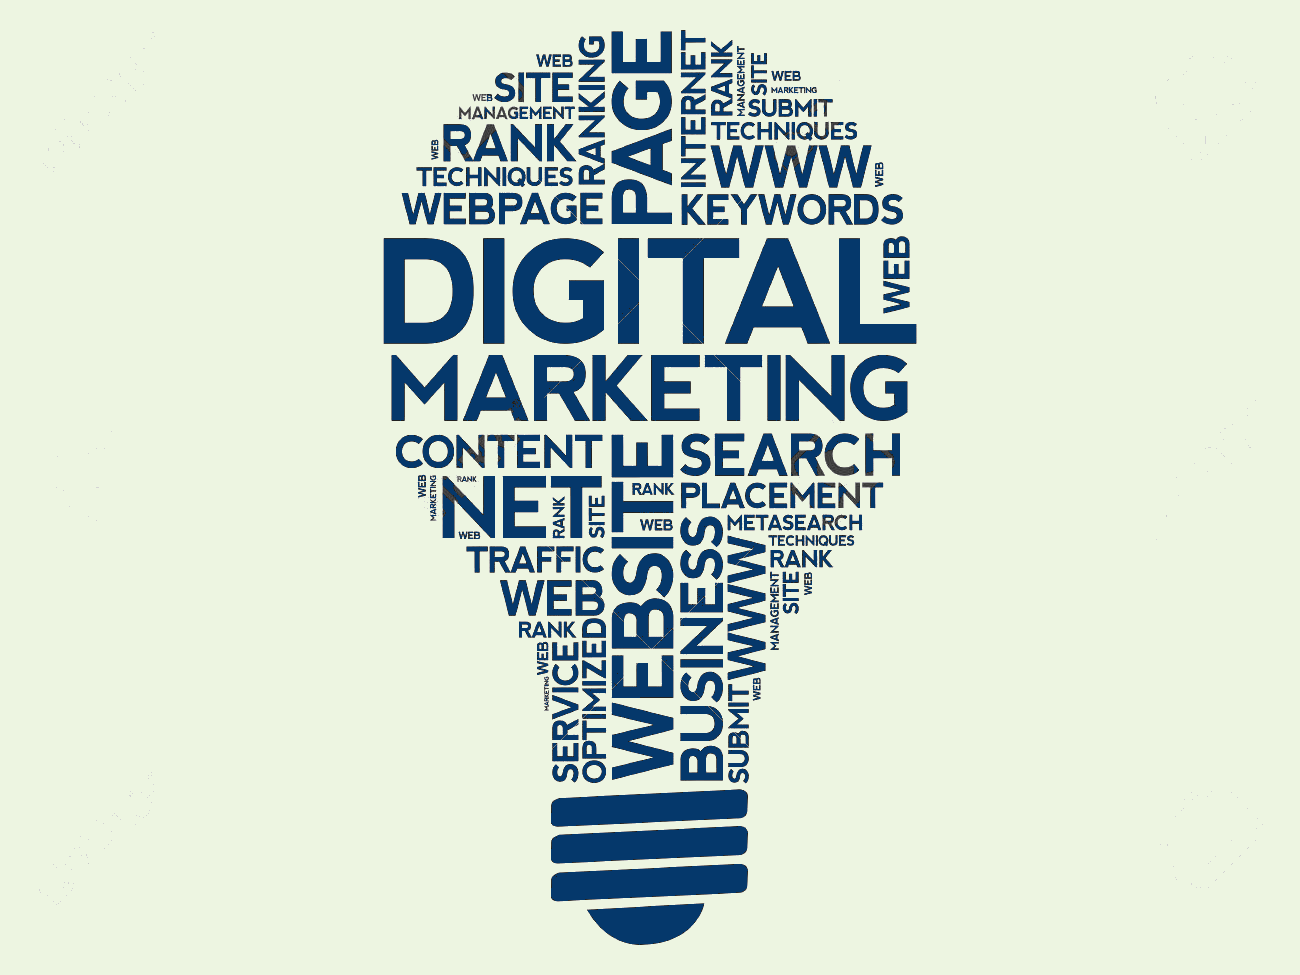 WEB
SITE
WEB
MANAGEMENT
RANK
WEB
TECHNIQUES
WEBPAGE
RANKING
PAGE
INTERNET
RANK
MANAGEMENT
SITE
WEB
MARKETING
SUBMIT
TECHNIQUES
WWW
WEB
KEYWORDS
DIGITAL
WEB
MARKETING
CONTENT
WEB
MARKETING
RANK
NET
WEB
RANK
SITE
TRAFFIC
WEB
RANK
WEB
MARKETING
SERVICE
OPTIMIZED
WEBSITE
RANK
WEB
SEARCH
PLACEMENT
METASEARCH
TECHNIQUES
RANK
BUSINESS
WWW
MANAGEMENT
SITE
WEB
WEB
SUBMIT